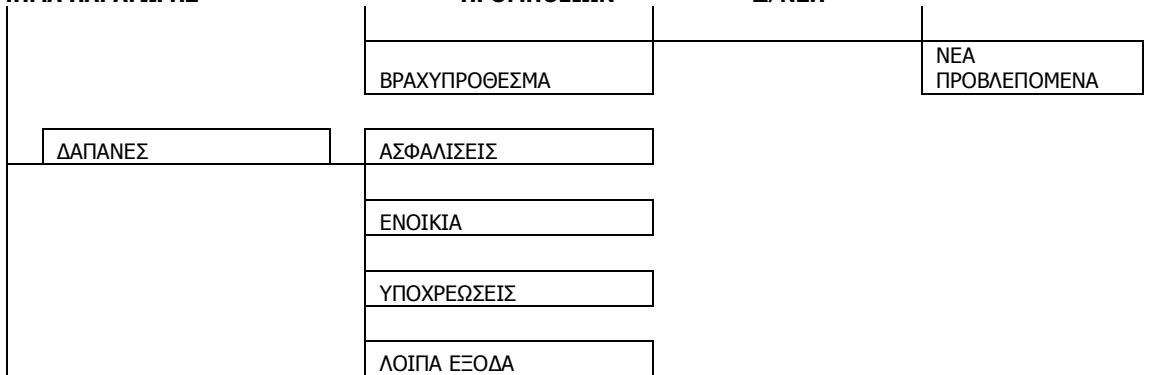 ΝΕΑ
ΠΡΟΒΛΕΠΟΜΕΝΑ
ΒΡΑΧΥΠΡΟΘΕΣΜΑ
ΔΑΠΑΝΕΣ
ΑΣΦΑΛΙΣΕΙΣ
ΕΝΟΙΚΙΑ
ΥΠΟΧΡΕΩΣΕΙΣ
ΛΟΙΠΑ ΕΞΟΔΑ